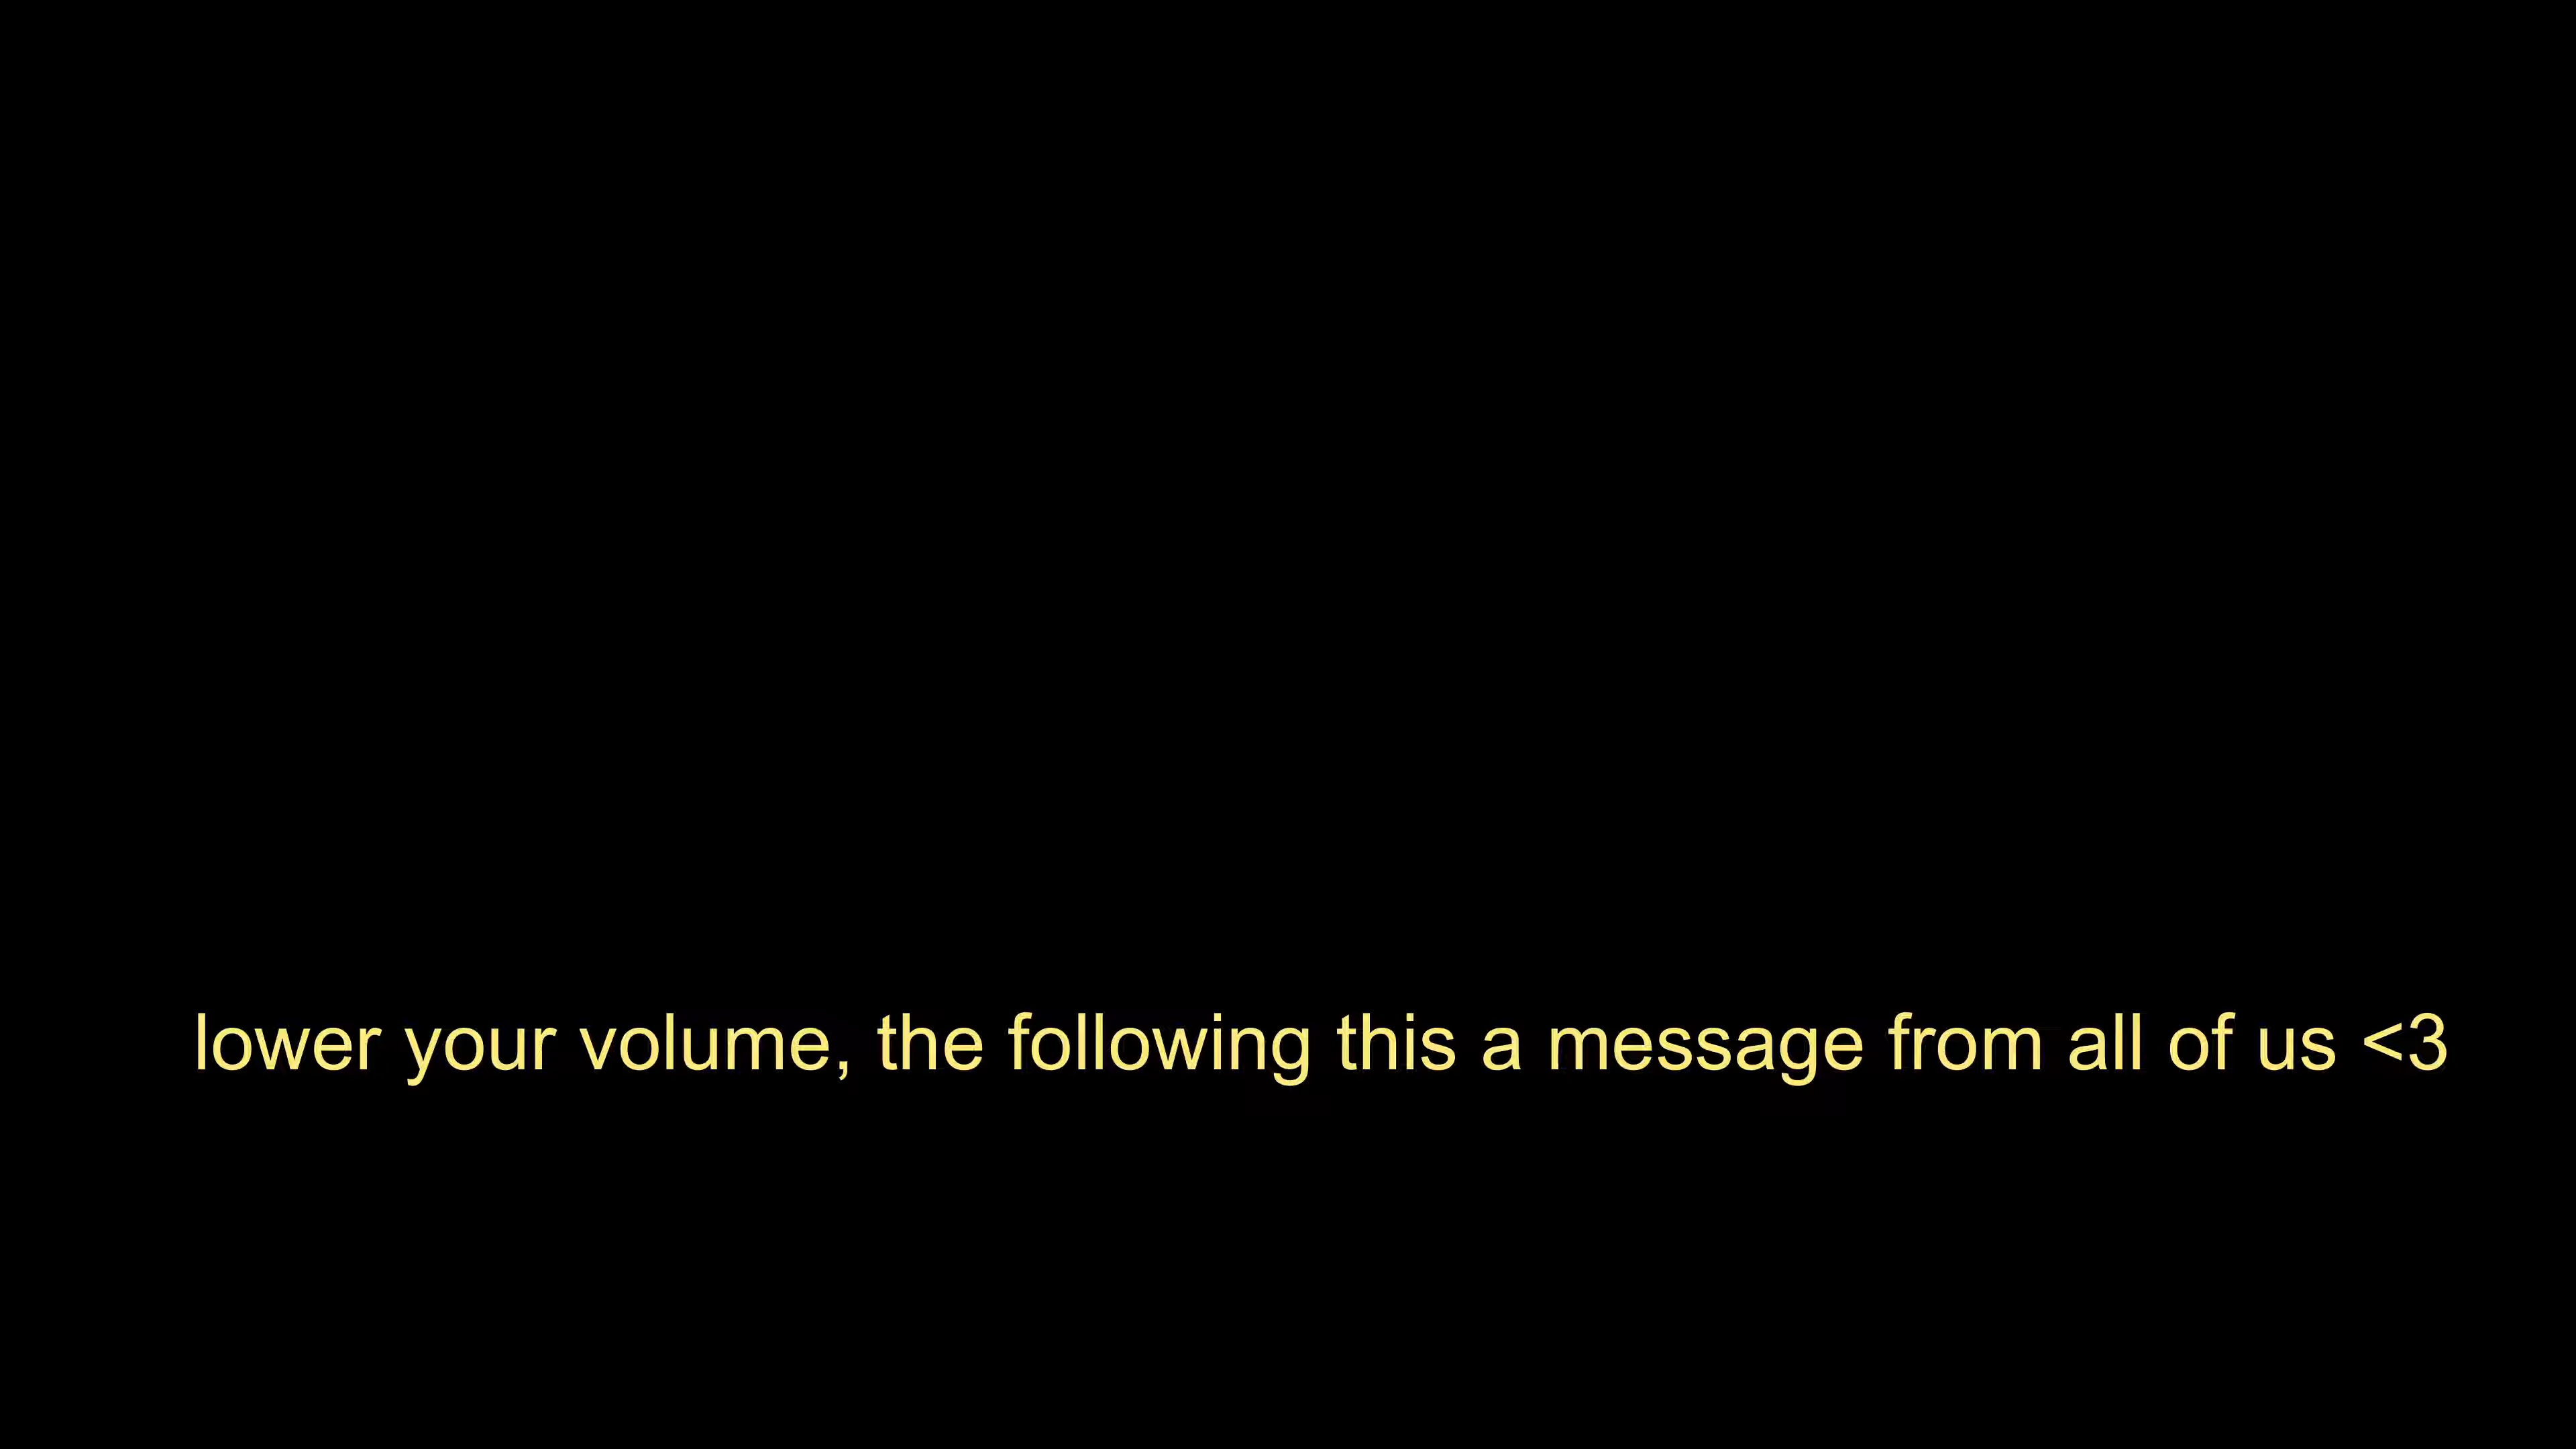 lower your volume, the following this a message from all of us <3